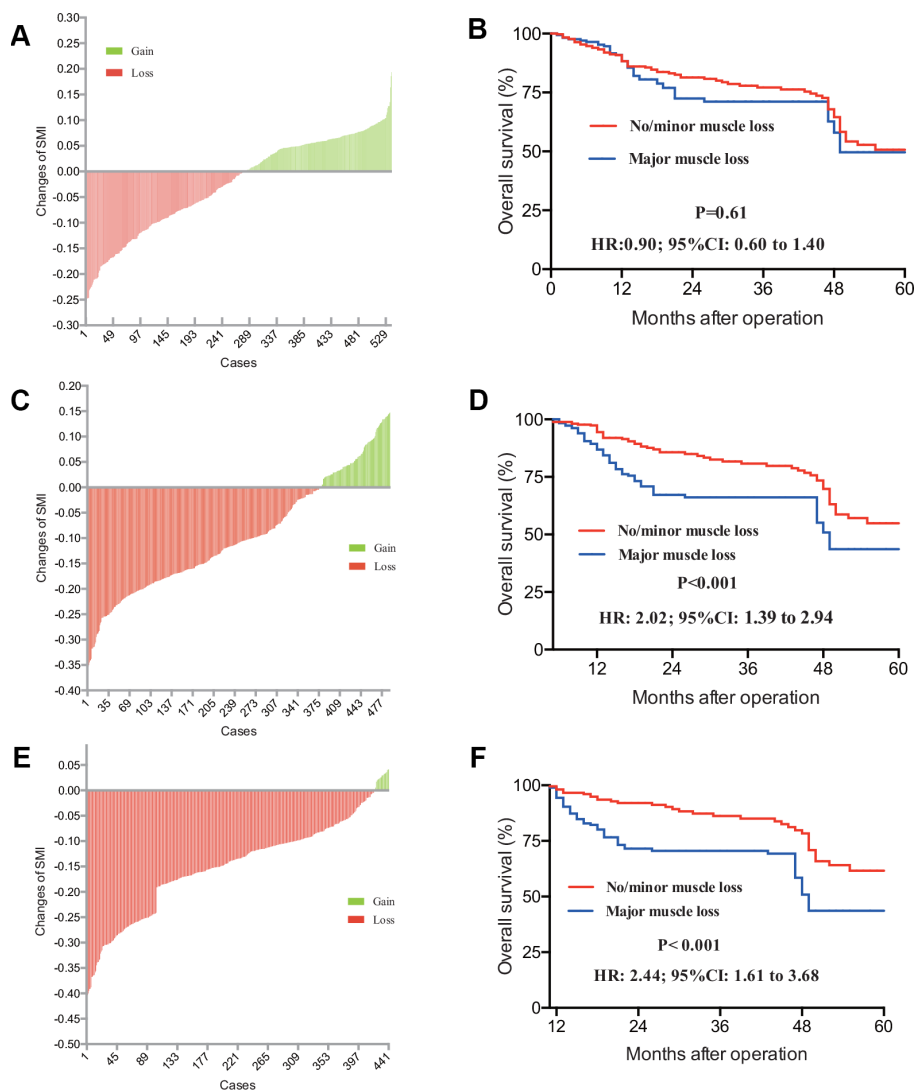 A
0.30
0.25
0.20
0.15
0.10
0.05
0.00
-0.05
-0.10
-0.15
-0.20
-0.25
-0.30
Changes of SMI
Gain
Loss
1 49 97 145 193 241 289 337 385 433 481 529
Cases
B
100
75
50
25
0
Overall survival (%)
No/minor muscle loss
Major muscle loss
P=0.61
HR:0.90; 95%CI: 0.60 to 1.40
0 12 24 36 48 60
Months after operation
C
0.20
0.15
0.10
0.05
0.00
-0.05
-0.10
-0.15
-0.20
-0.25
-0.30
-0.35
-0.40
Changes of SMI
Gain
Loss
1 35 69 103 137 171 205 239 273 307 341 375 409 443 477
Cases
D
100
75
50
25
0
Overall survival (%)
No/minor muscle loss
Major muscle loss
P<0.001
HR: 2.02; 95%CI: 1.39 to 2.94
12 24 36 48 60
Months after operation
E
0.05
0.00
-0.05
-0.10
-0.15
-0.20
-0.25
-0.30
-0.35
-0.40
-0.45
-0.50
Changes of SMI
Gain
Loss
1 45 89 133 177 221 265 309 353 397 441
Cases
F
100
75
50
25
0
Overall survival (%)
No/minor muscle loss
Major muscle loss
P< 0.001
HR: 2.44; 95%CI: 1.61 to 3.68
12 24 36 48 60
Months after operation